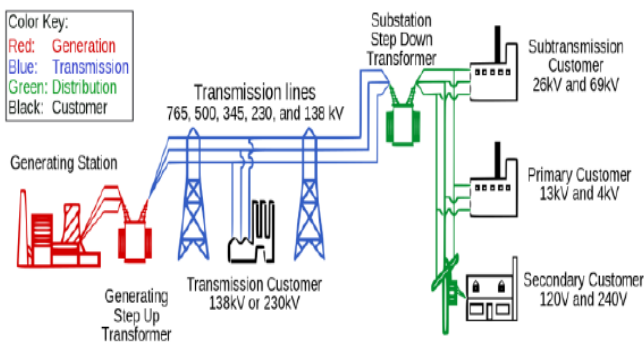 Color Key:
Red: Generation
Blue: Transmission
Green: Distribution
Black: Customer
Substation
Step Down
Transformer
Subtransmission
Customer
26kV and 69kV
Transmission lines
765, 500, 345, 230, and 138 kV
Generating Station
Primary Customer
13kV and 4kV
Transmission Customer
138kV or 230kV
Generating
Step Up
Transformer
Secondary Customer
120V and 240V